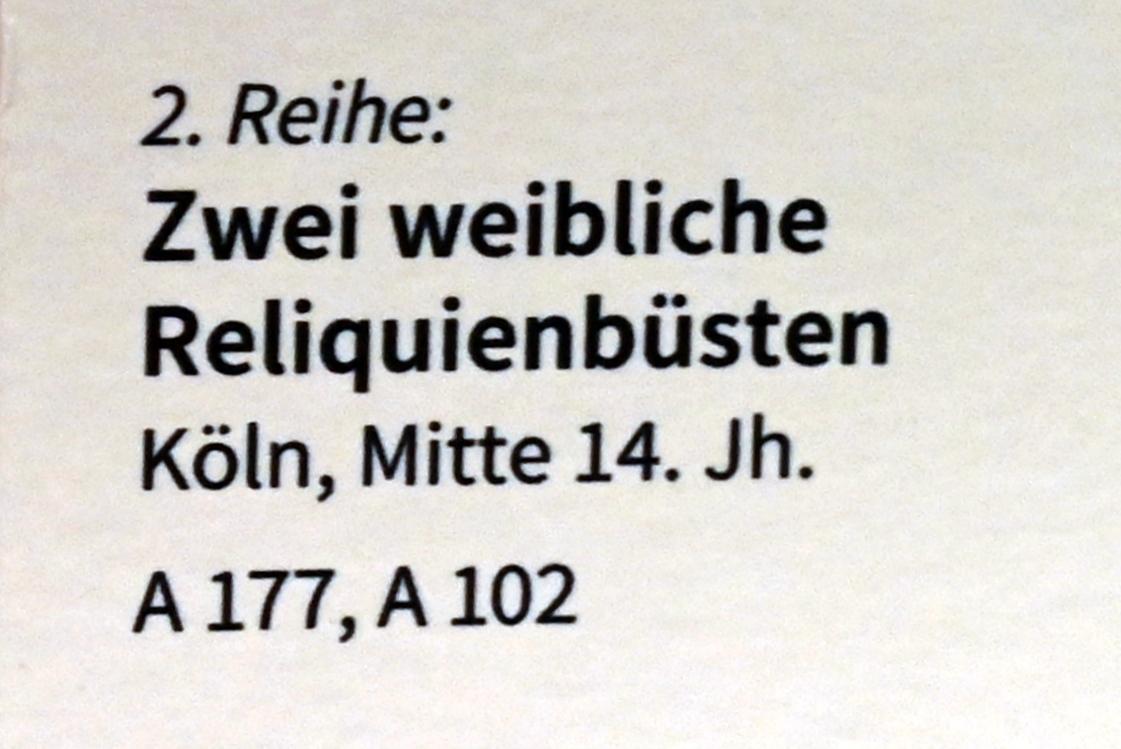 2. Reihe:
Zwei weibliche
Reliquienbüsten
Köln, Mitte 14. Jh.
A 177, A 102